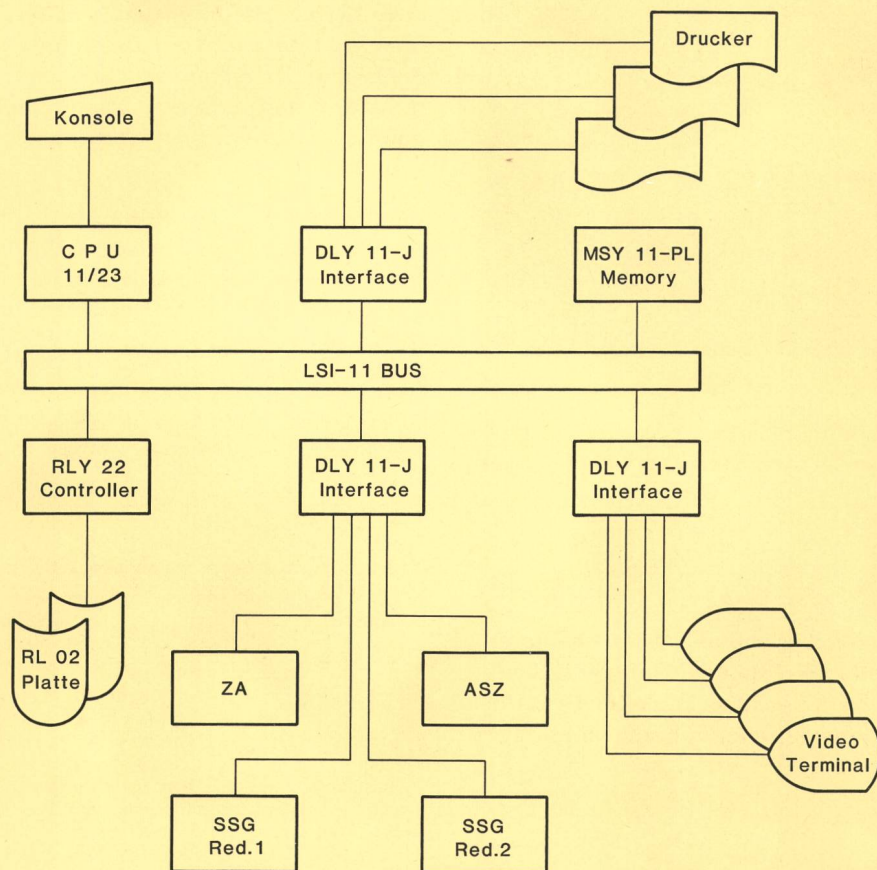 Drucker
Konsole
C P U
11/23
DLY 11-J
Interface
MSY 11-PL
Memory
LSI-11 BUS
RLY 22
Controller
DLY 11-J
Interface
DLY 11-J
Interface
RL 02
Platte
ZA
ASZ
Video
Terminal
SSG
Red.1
SSG
Red.2